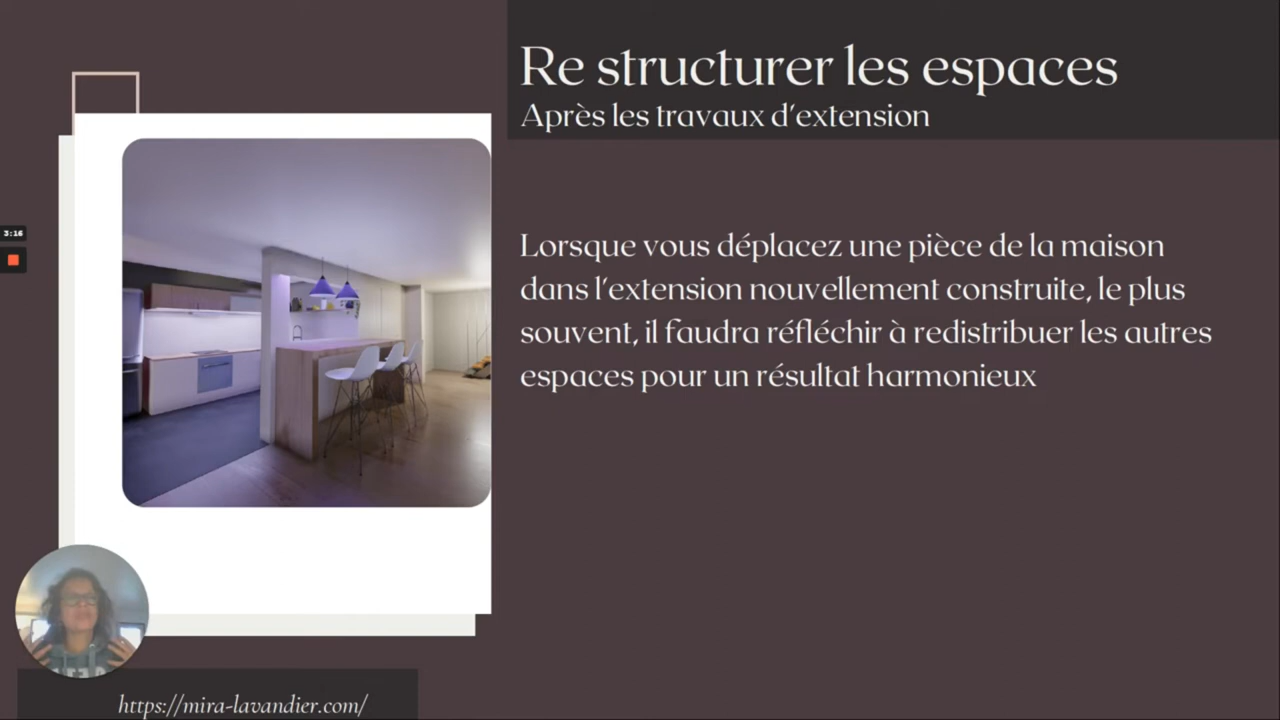 Re structurer les espaces
Après les travaux d'extension
Lorsque vous déplacez une pièce de la maison
dans l'extension nouvellement construite, le plus
souvent, il faudra réfléchir à redistribuer les autres
espaces pour un résultat harmonieux
3:16
https://mira-lavandier.com/